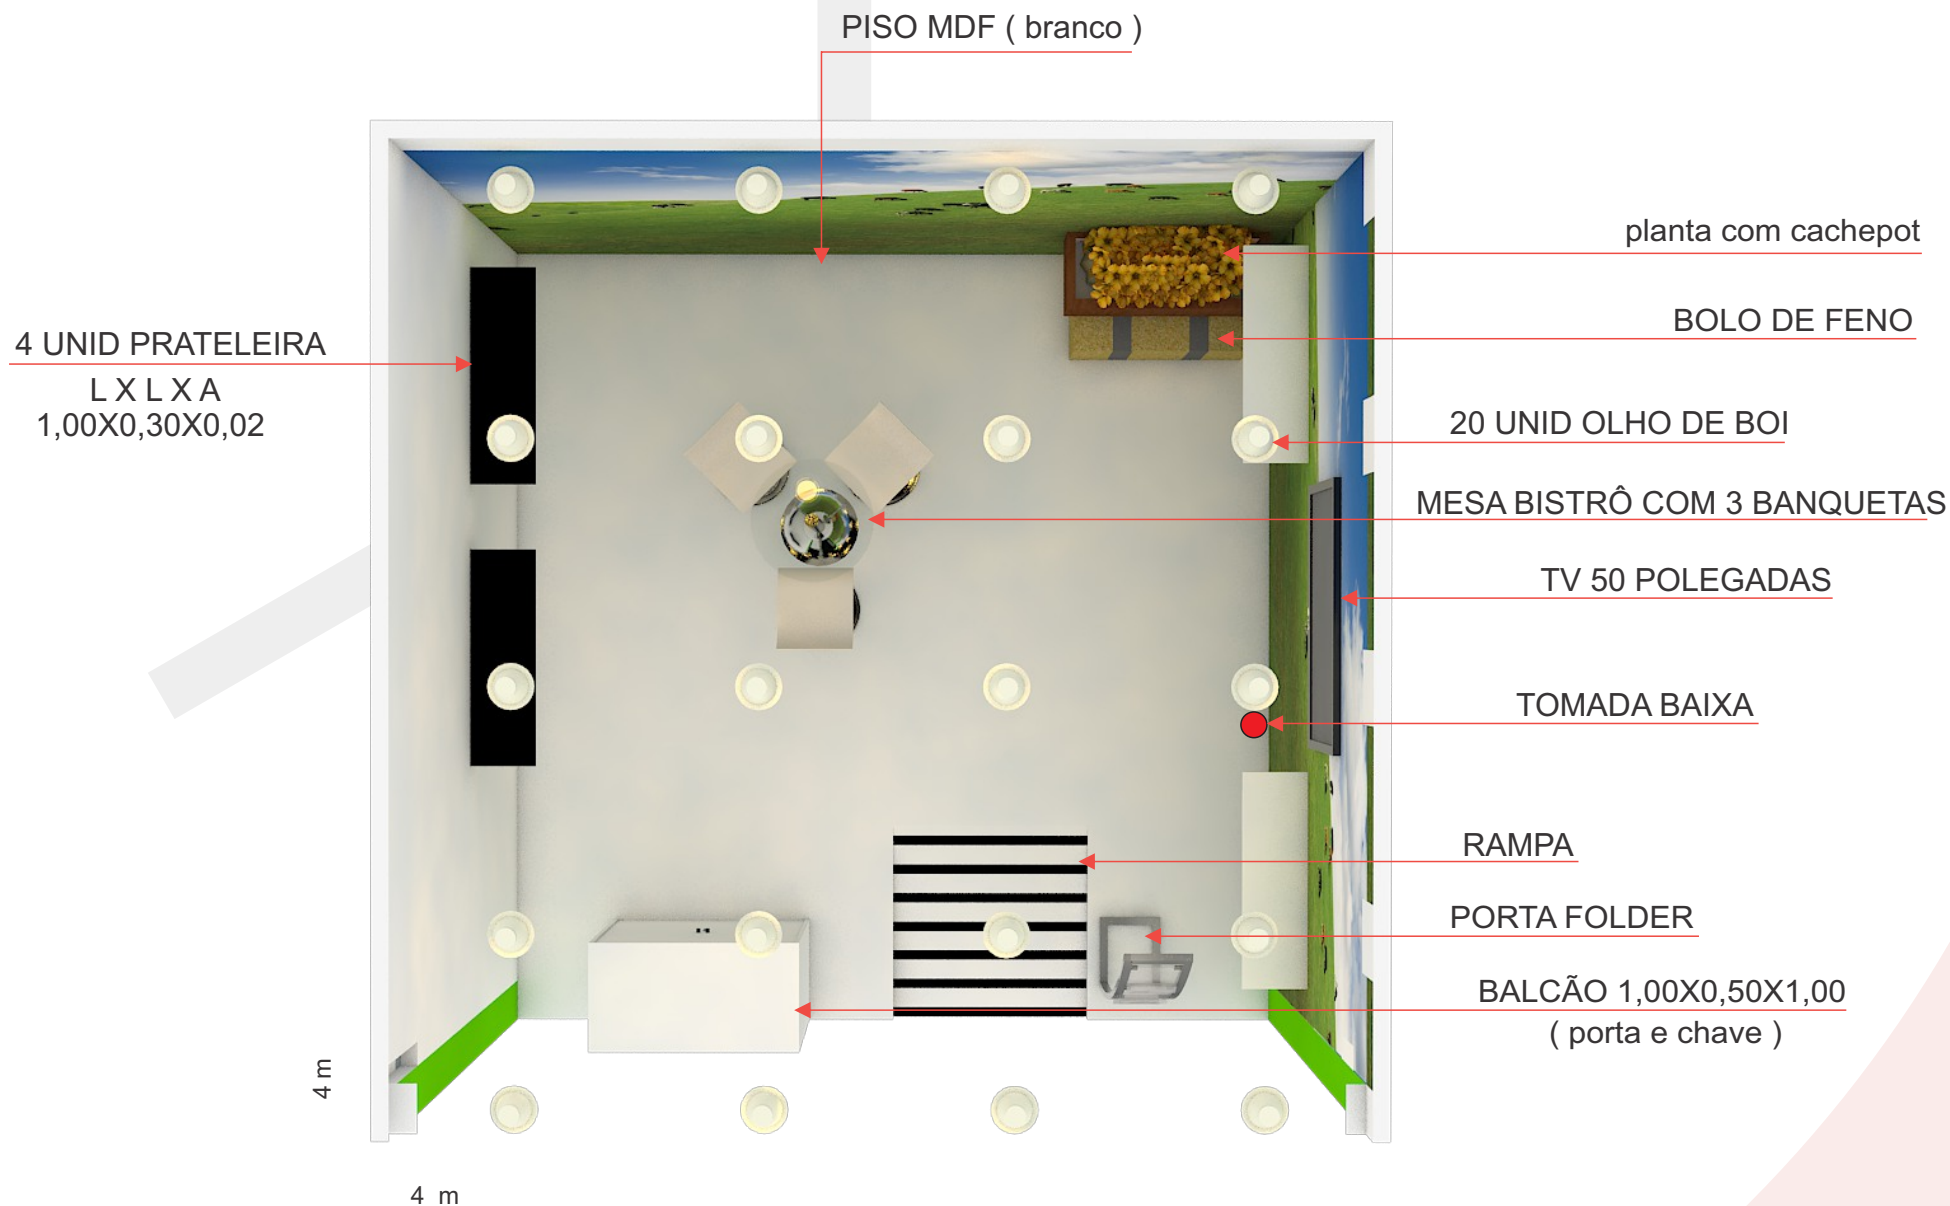 PISO MDF ( branco )
planta com cachepot
BOLO DE FENO
4 UNID PRATELEIRA
L X L X A
1,00X0,30X0,02
20 UNID OLHO DE BOI
MESA BISTRÔ COM 3 BANQUETAS
TV 50 POLEGADAS
TOMADA BAIXA
RAMPA
PORTA FOLDER
BALCÃO 1,00X0,50X1,00
( porta e chave )
4 m
4 m